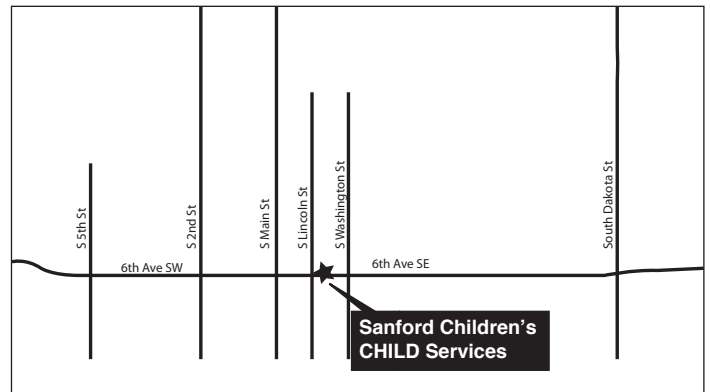 S 5th St
S 2nd St
S Main St
S Lincoln St
S Washington St
South Dakota St
6th Ave SW
6th Ave SE
Sanford Children’s
CHILD Services